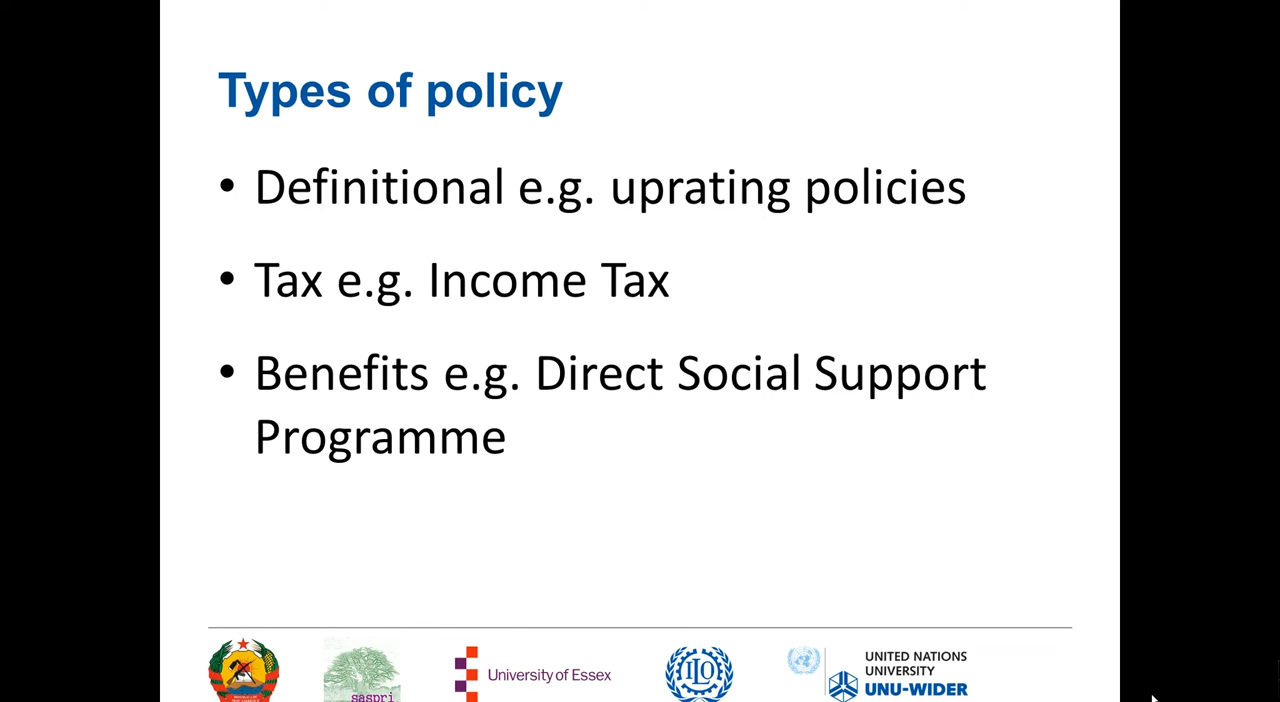 Types of policy
• Definitional e.g. uprating policies
• Tax e.g. Income Tax
• Benefits e.g. Direct Social Support
Programme
saspri
University of Essex
ILO
UNITED NATIONS
UNIVERSITY
UNU-WIDER